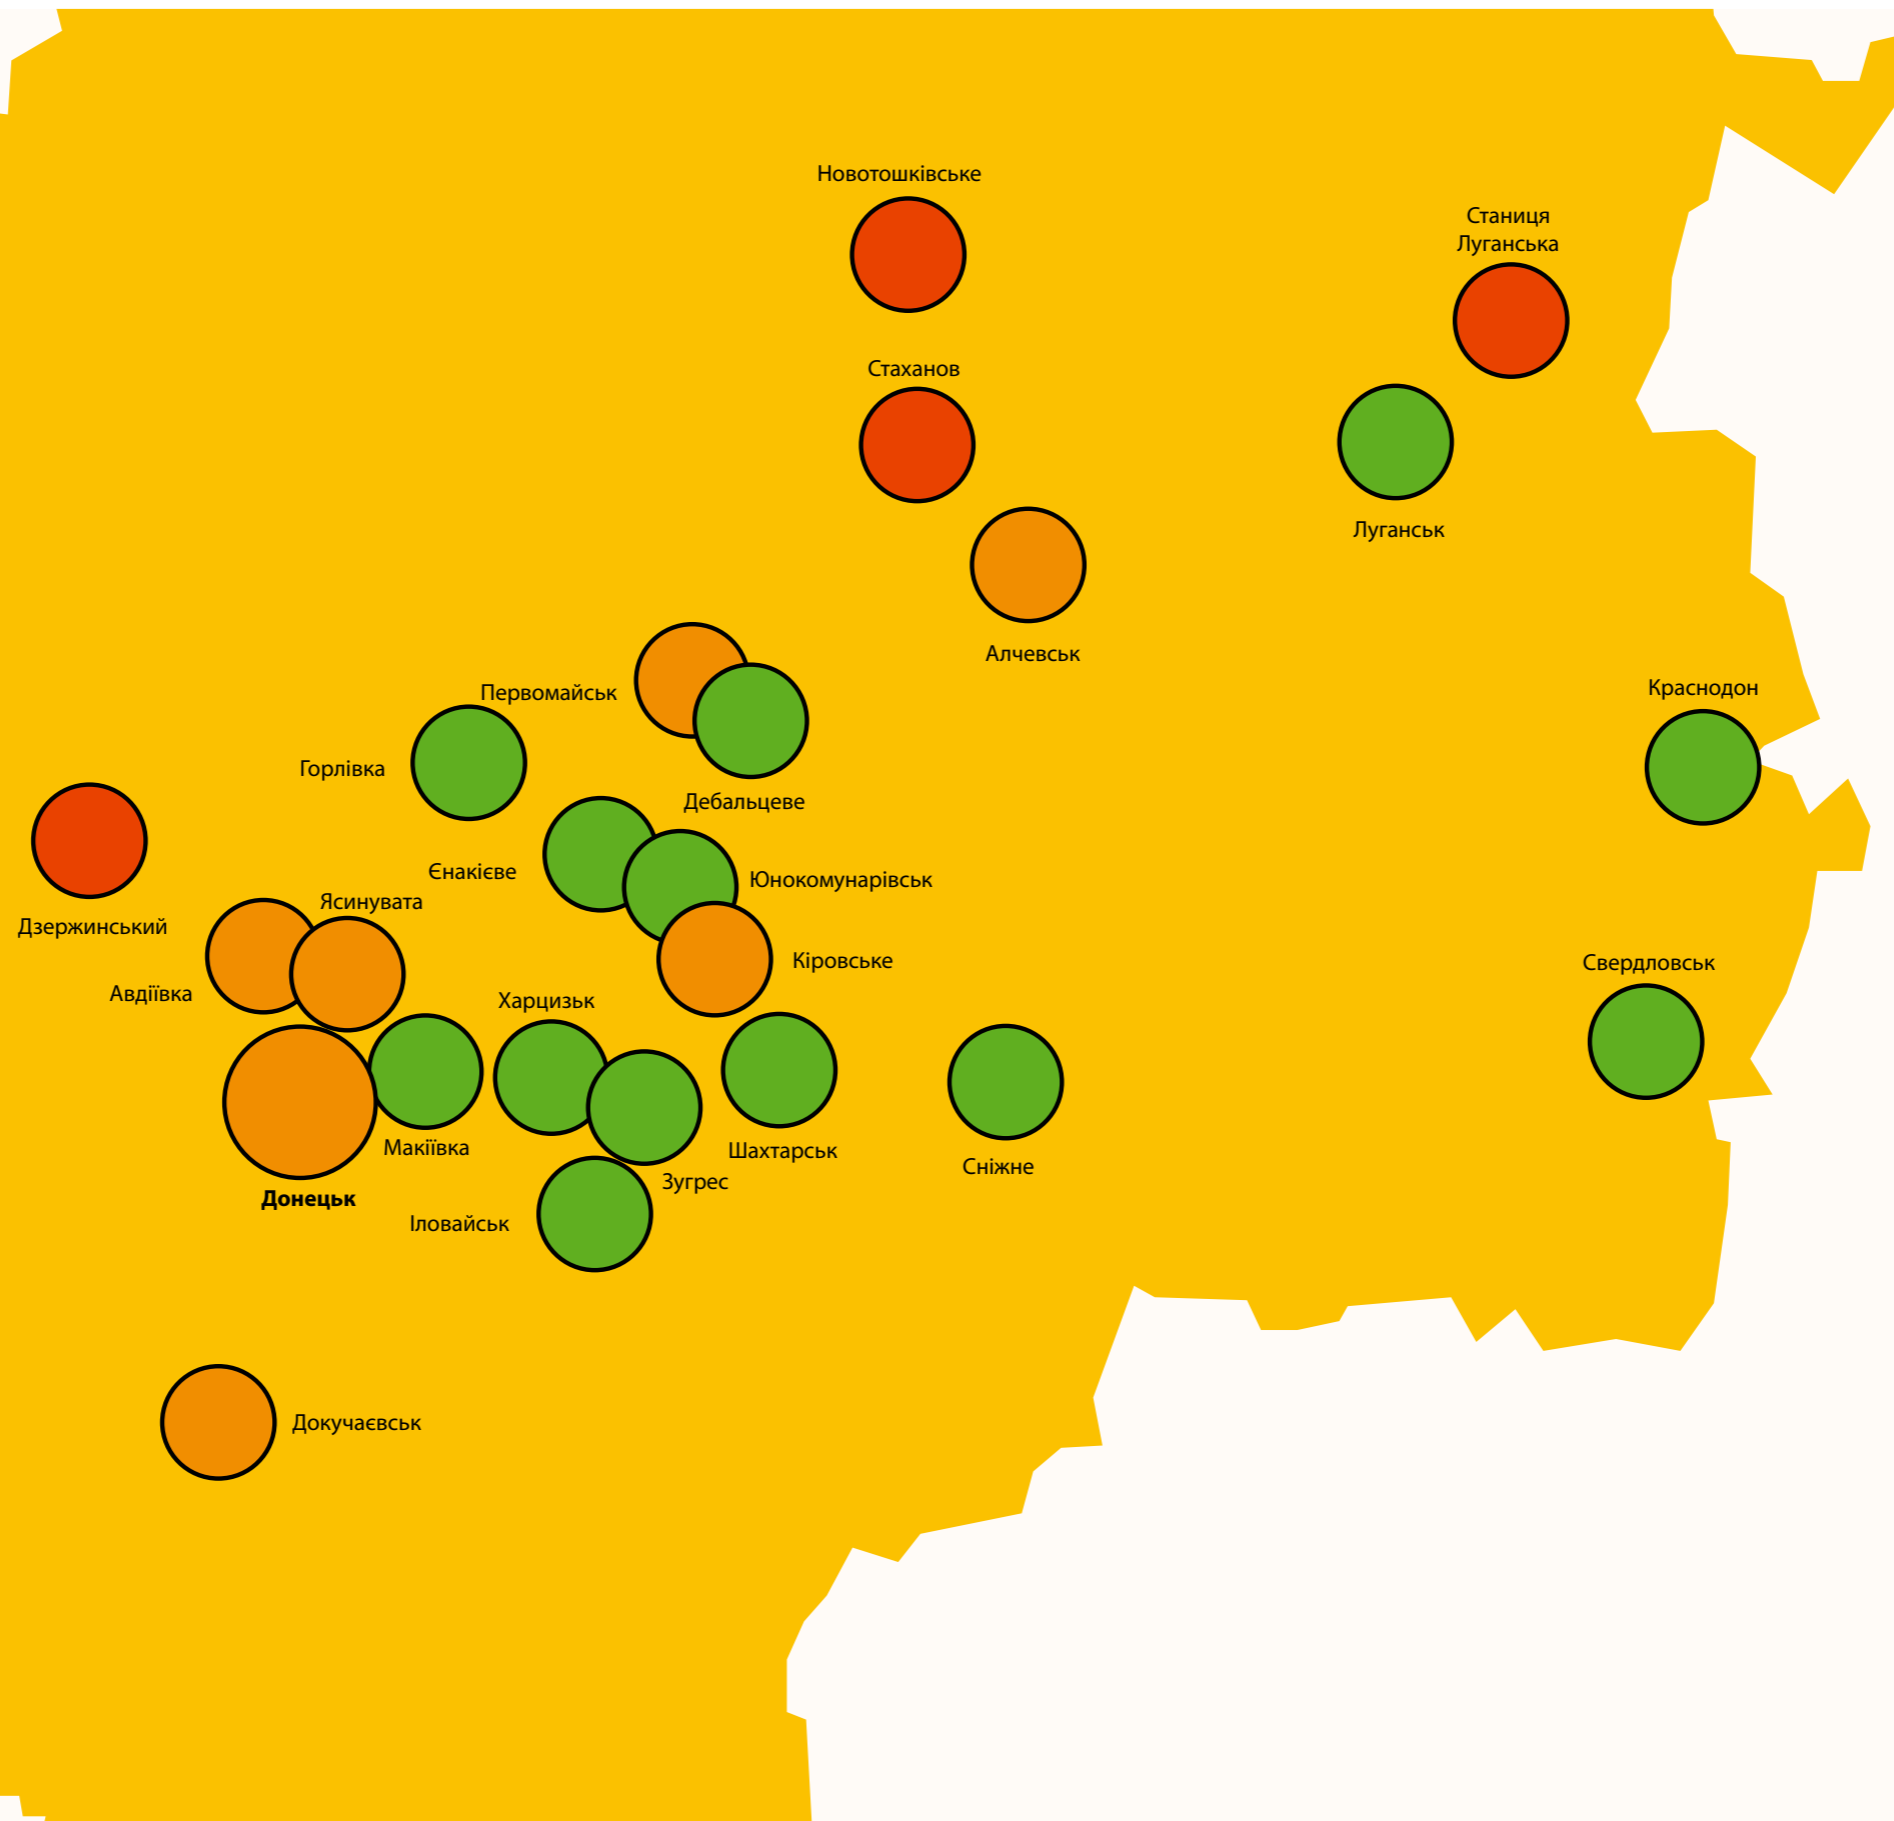 Новотошківське
Станиця
Луганська
Стаханов
Луганськ
Алчевськ
Краснодон
Первомайськ
Горлівка
Дебальцеве
Єнакієве
Юнокомунарівськ
Ясинувата
Дзержинський
Кіровське
Свердловськ
Авдіївка
Харцизьк
Макіївка
Шахтарськ
Сніжне
Зугрес
Донецьк
Іловайськ
Докучаєвськ